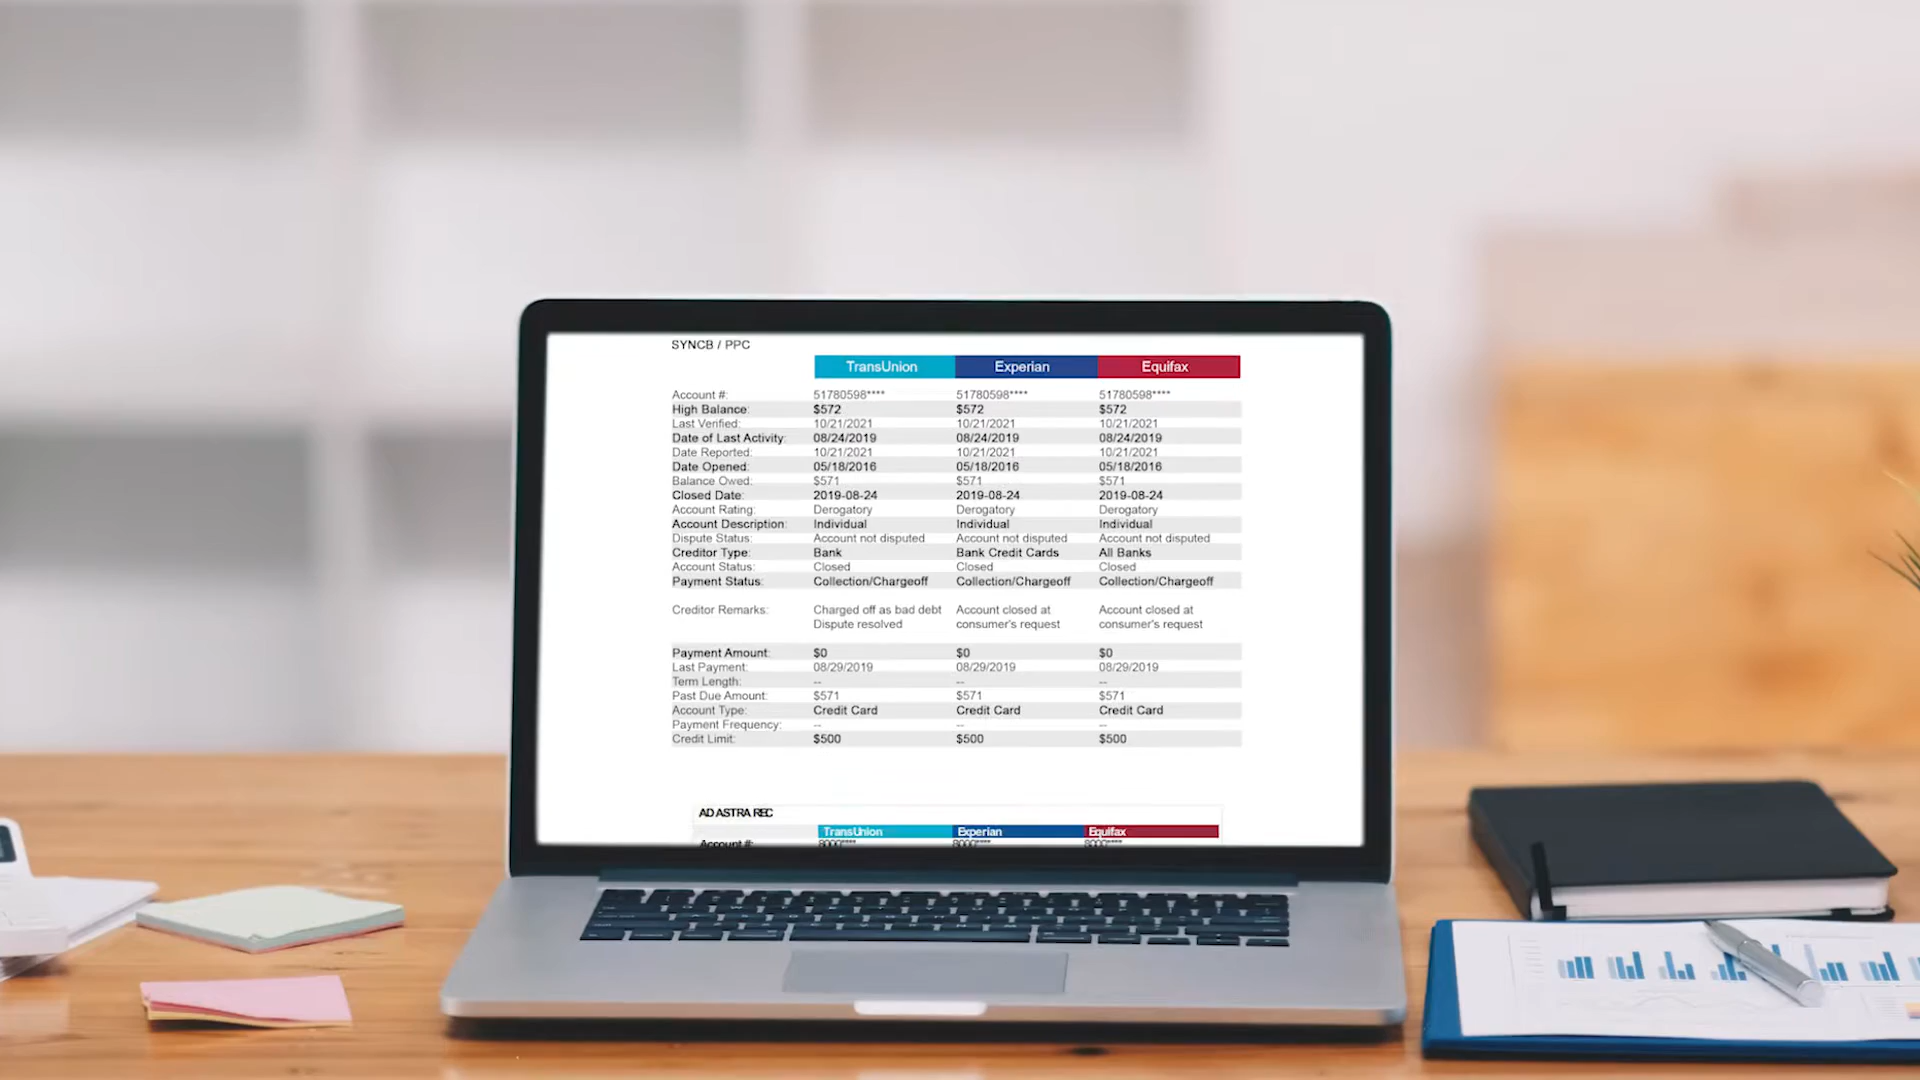 SYNCB / PPC
TransUnion Experian Equifax
Account #: 51780598**** 51780598**** 51780598****
High Balance: $572 $572 $572
Last Verified: 10/21/2021 10/21/2021 10/21/2021
Date of Last Activity: 08/24/2019 08/24/2019 08/24/2019
Date Reported: 10/21/2021 10/21/2021 10/21/2021
Date Opened: 05/18/2016 05/18/2016 05/18/2016
Balance Owed: $571 $571 $571
Closed Date: 2019-08-24 2019-08-24 2019-08-24
Account Rating: Derogatory Derogatory Derogatory
Account Description: Individual Individual Individual
Dispute Status: Account not disputed Account not disputed Account not disputed
Creditor Type: Bank Bank Credit Cards All Banks
Account Status: Closed Closed Closed
Payment Status: Collection/Chargeoff Collection/Chargeoff Collection/Chargeoff
Creditor Remarks: Charged off as bad debt Account closed at Account closed at
Dispute resolved consumer's request consumer's request
Payment Amount: $0 $0 $0
Last Payment: 08/29/2019 08/29/2019 08/29/2019
Term Length: -- -- --
Past Due Amount: $571 $571 $571
Account Type: Credit Card Credit Card Credit Card
Payment Frequency: -- -- --
Credit Limit: $500 $500 $500
AD ASTRA REC
TransUnion Experian Equifax
Account #: 8000**** 8000**** 8000****